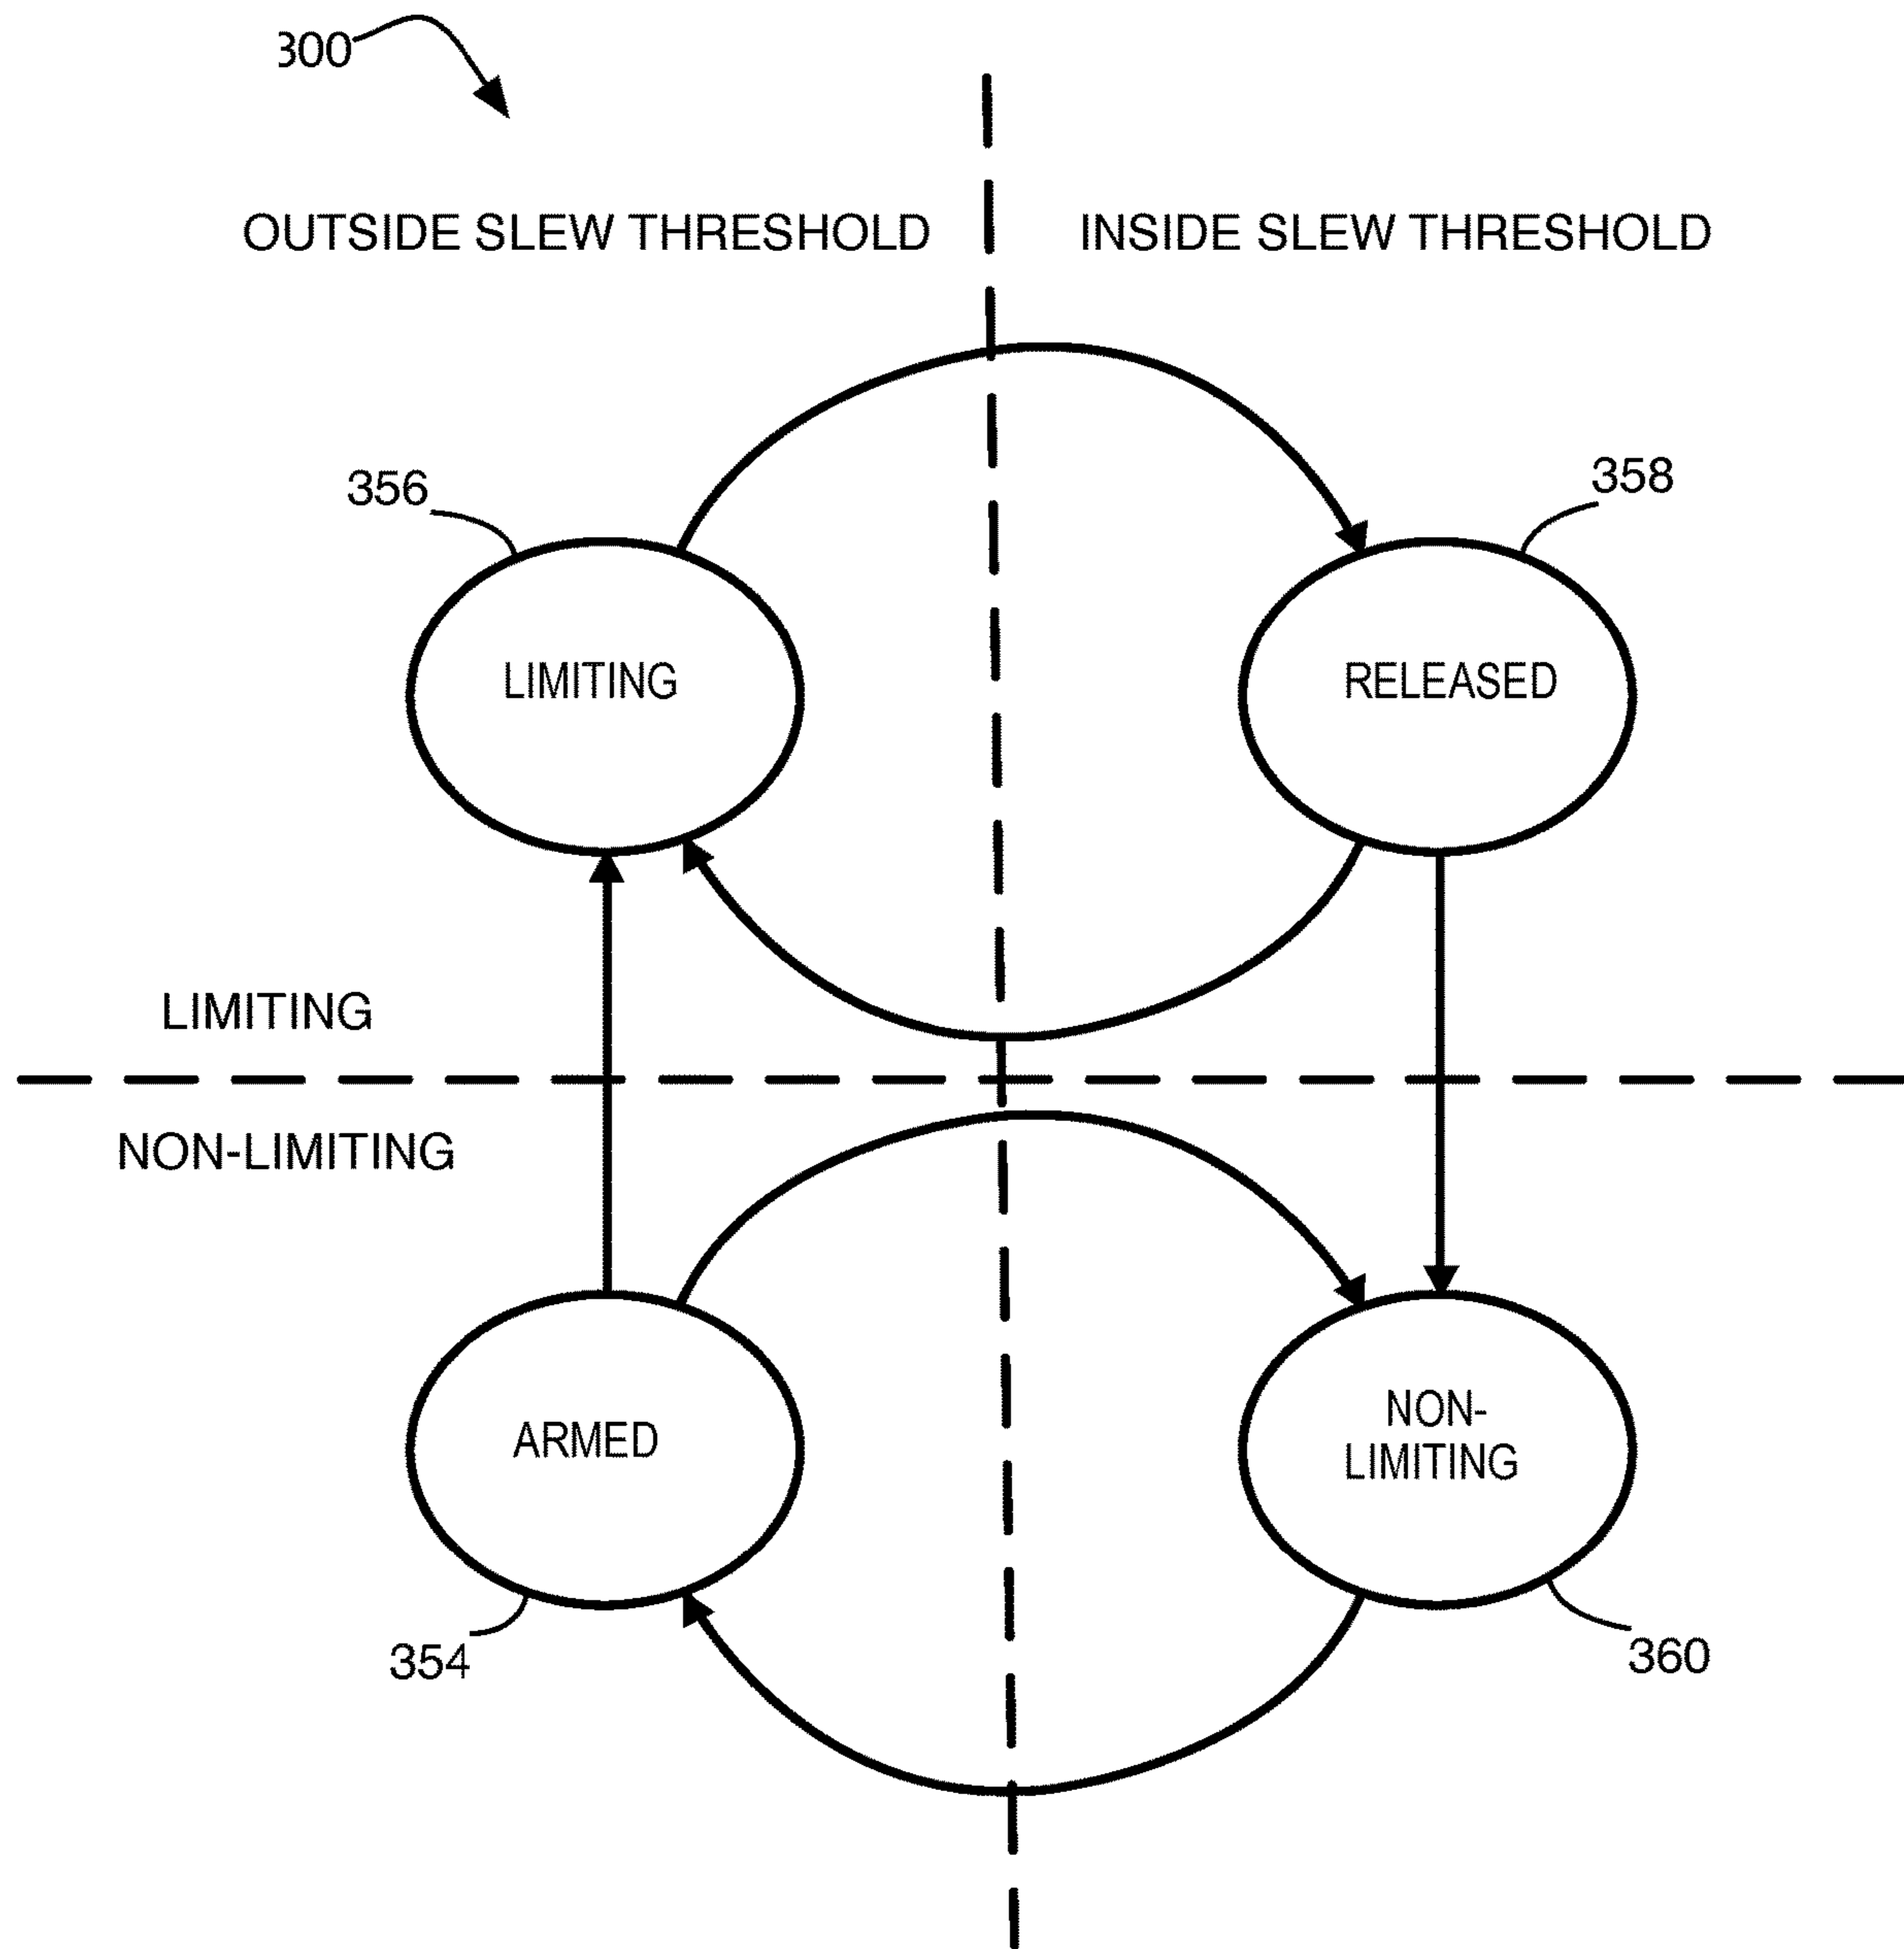 300
OUTSIDE SLEW THRESHOLD
INSIDE SLEW THRESHOLD
356
358
LIMITING
RELEASED
LIMITING
NON-LIMITING
ARMED
NON-
LIMITING
354
360